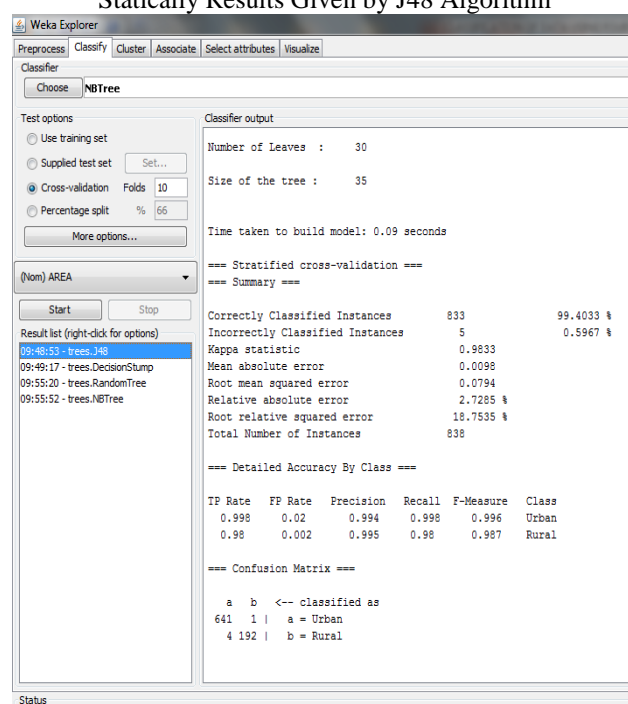 Statically Results Given by J48 Algorithm
Weka Explorer
Preprocess Classify Cluster Associate Select attributes Visualize
Classifier
Choose NBTree
Test options
Use training set
Supplied test set Set...
Cross-validation Folds 10
Percentage split % 66
More options...
(Nom) AREA
Start Stop
Result list (right-click for options)
09:48:53 - trees.J48
09:49:17 - trees.DecisionStump
09:55:20 - trees.RandomTree
09:55:52 - trees.NBTree
Classifier output
Number of Leaves : 30
Size of the tree : 35
Time taken to build model: 0.09 seconds
=== Stratified cross-validation ===
=== Summary ===
Correctly Classified Instances 833 99.4033 %
Incorrectly Classified Instances 5 0.5967 %
Kappa statistic 0.9833
Mean absolute error 0.0098
Root mean squared error 0.0794
Relative absolute error 2.7285 %
Root relative squared error 18.7535 %
Total Number of Instances 838
=== Detailed Accuracy By Class ===
TP Rate FP Rate Precision Recall F-Measure Class
0.998 0.02 0.994 0.998 0.996 Urban
0.98 0.002 0.995 0.98 0.987 Rural
=== Confusion Matrix ===
a b <-- classified as
641 1 | a = Urban
4 192 | b = Rural
Status